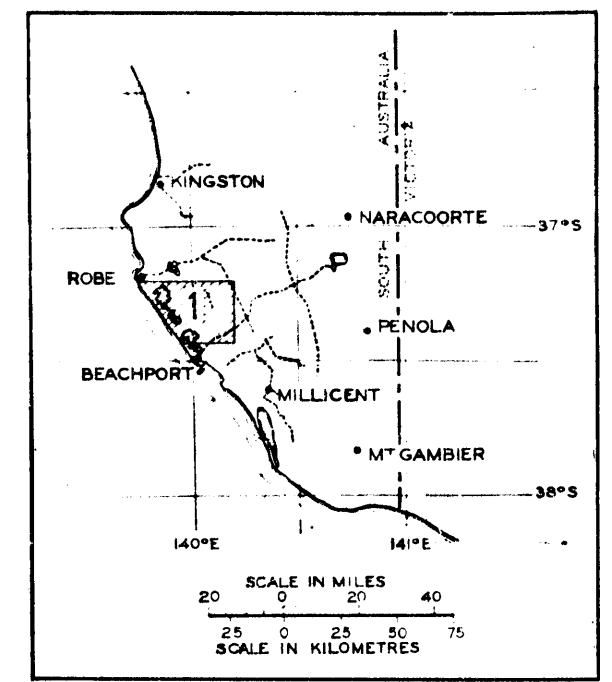 SOUTH AUSTRALIA
VICTORIA
KINGSTON
NARACOORTE
37°S
ROBE
1
PENOLA
BEACHPORT
MILLICENT
MT GAMBIER
38°S
140°E
141°E
SCALE IN MILES
20 0 20 40
25 0 25 50 75
SCALE IN KILOMETRES